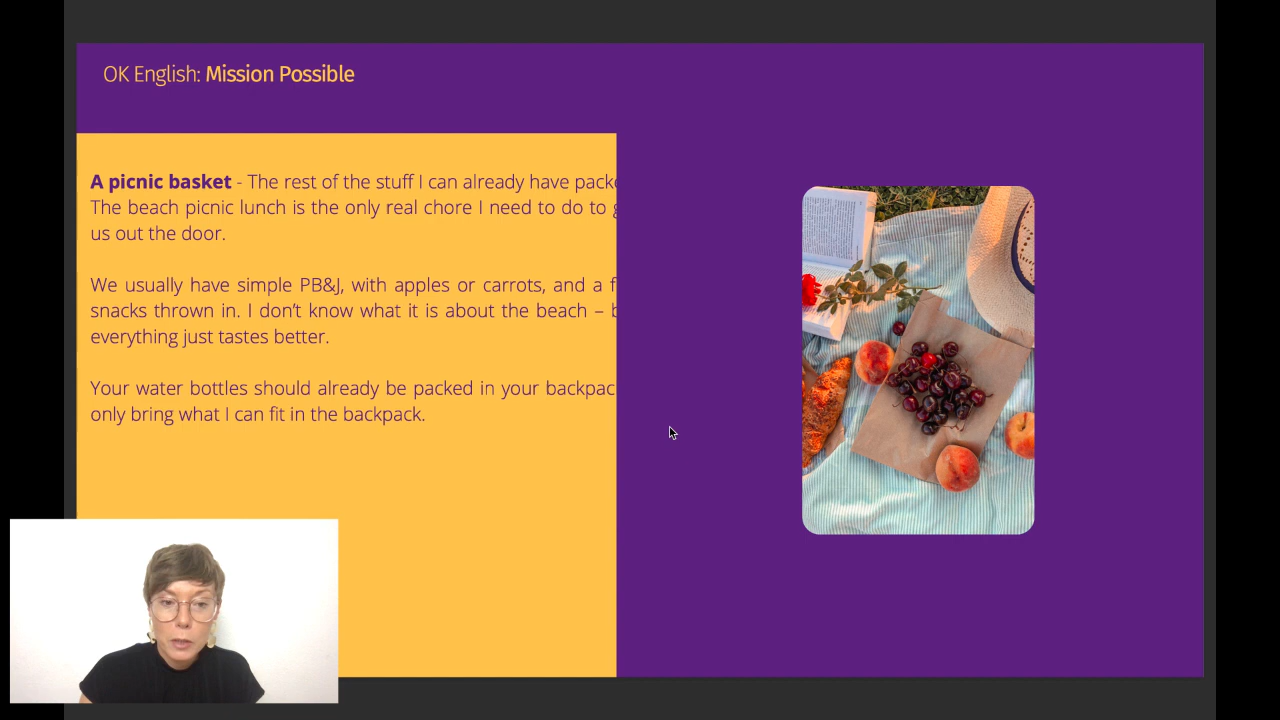 OK English: Mission Possible
A picnic basket - The rest of the stuff I can already have
The beach picnic lunch is the only real chore I need to do to
us out the door.
We usually have simple PB&J, with apples or carrots, and a
snacks thrown in. I don’t know what it is about the beach –
everything just tastes better.
Your water bottles should already be packed in your
only bring what I can fit in the backpack.